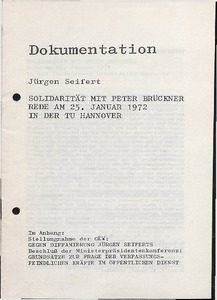 Dokumentation
Jürgen Seifert
SOLIDARITÄT MIT PETER BRÜCKNER
REDE AM 25. JANUAR 1972
IN DER TU HANNOVER
Im Anhang:
Stellungnahme der GEW:
GEGEN DIFFAMIERUNG JÜRGEN SEIFERTS
Beschluß der Ministerpräsidentenkonferenz:
GRUNDSÄTZE ZUR FRAGE DER VERFASSUNGS-
FEINDLICHEN KRÄFTE IM ÖFFENTLICHEN DIENST